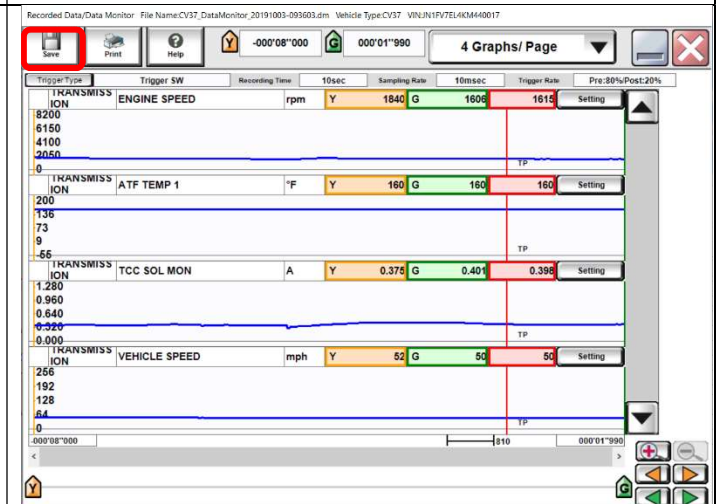 Recorded Data/Data Monitor File Name:CV37_DataMonitor_20191003-093603.dm Vehicle Type:CV37 VIN:JN1FV7EL4KM440017
Save Print Help Y -000'08"000 G 000'01"990 4 Graphs/ Page
Trigger Type Trigger SW Recording Time 10sec Sampling Rate 10msec Trigger Rate Pre:80%/Post:20%
TRANSMISSION ENGINE SPEED rpm Y 1840 G 1606 1615 Setting
8200
6150
4100
2050
0 TP
TRANSMISSION ATF TEMP 1 °F Y 160 G 160 160 Setting
200
136
73
9
-55 TP
TRANSMISSION TCC SOL MON A Y 0.375 G 0.401 0.398 Setting
1.280
0.960
0.640
0.320
0.000 TP
TRANSMISSION VEHICLE SPEED mph Y 52 G 50 50 Setting
256
192
128
64
0 TP
-000'08"000 810 000'01"990
Y G